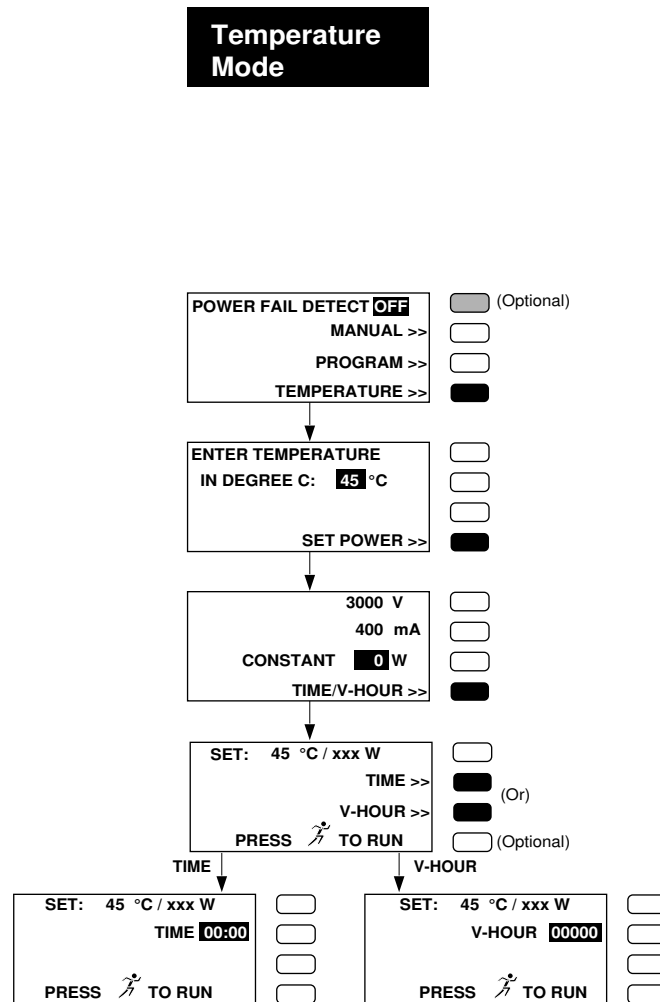 Temperature
Mode
POWER FAIL DETECT OFF
(Optional)
MANUAL >>
PROGRAM >>
TEMPERATURE >>
ENTER TEMPERATURE
IN DEGREE C: 45 °C
SET POWER >>
3000 V
400 mA
CONSTANT 0 W
TIME/V-HOUR >>
SET: 45 °C / xxx W
TIME >>
(Or)
V-HOUR >>
PRESS TO RUN
(Optional)
TIME
V-HOUR
SET: 45 °C / xxx W
TIME 00:00
PRESS TO RUN
SET: 45 °C / xxx W
V-HOUR 00000
PRESS TO RUN